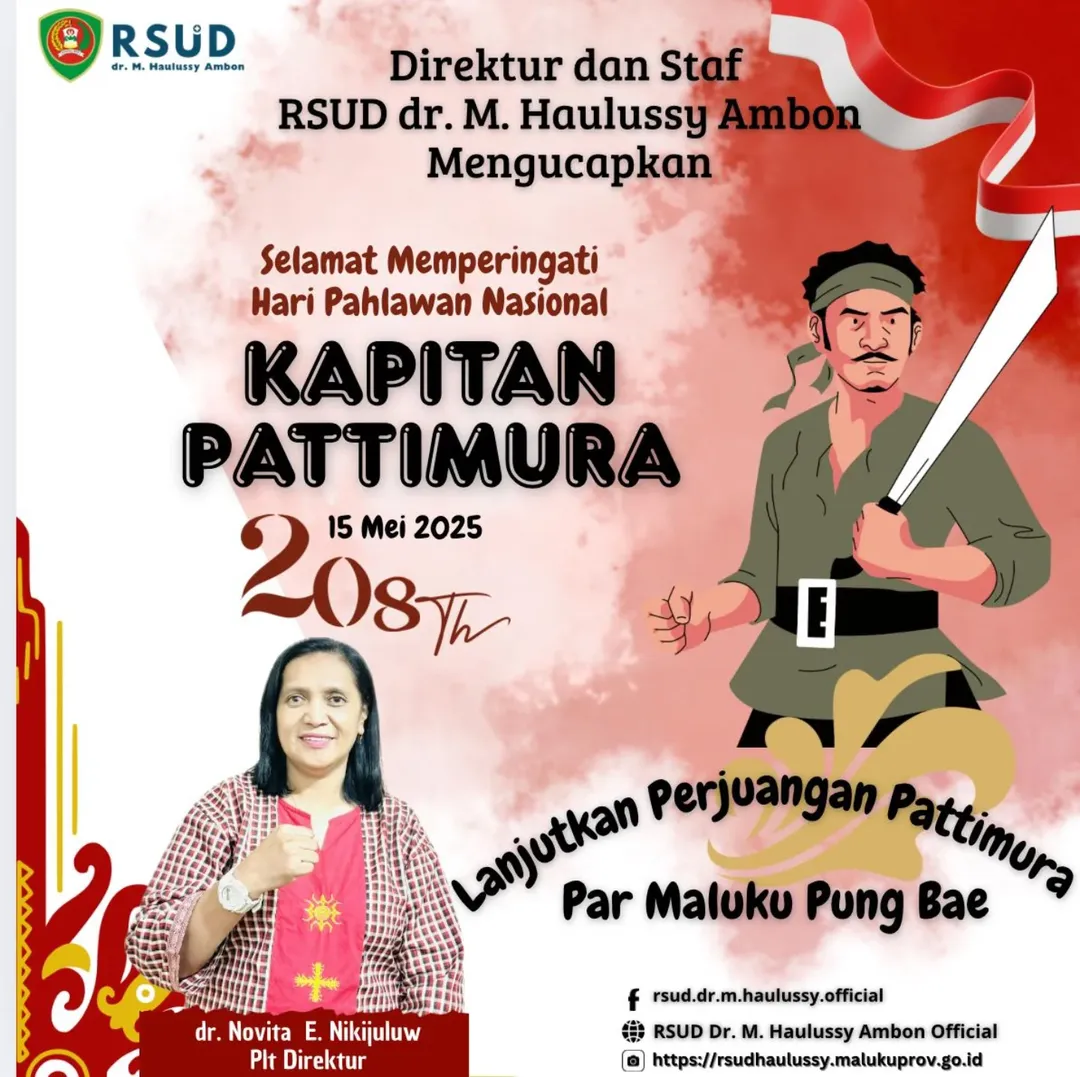 RSUD
dr. M. Haulussy Ambon
Direktur dan Staf
RSUD dr. M. Haulussy Ambon
Mengucapkan
Selamat Memperingati
Hari Pahlawan Nasional
KAPITAN
PATTIMURA
15 Mei 2025
208Th
Lanjutkan Perjuangan Pattimura
Par Maluku Pung Bae
dr. Novita E. Nikijuluw
Plt Direktur
rsud.dr.m.haulussy.official
RSUD Dr. M. Haulussy Ambon Official
https://rsudhaulussy.malukuprov.go.id